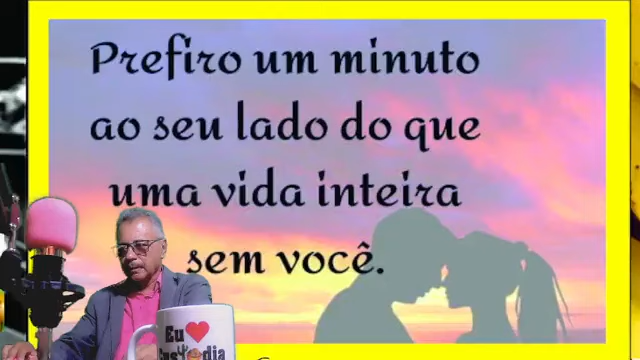 Prefiro um minuto
ao seu lado do que
uma vida inteira
sem você.
Eu